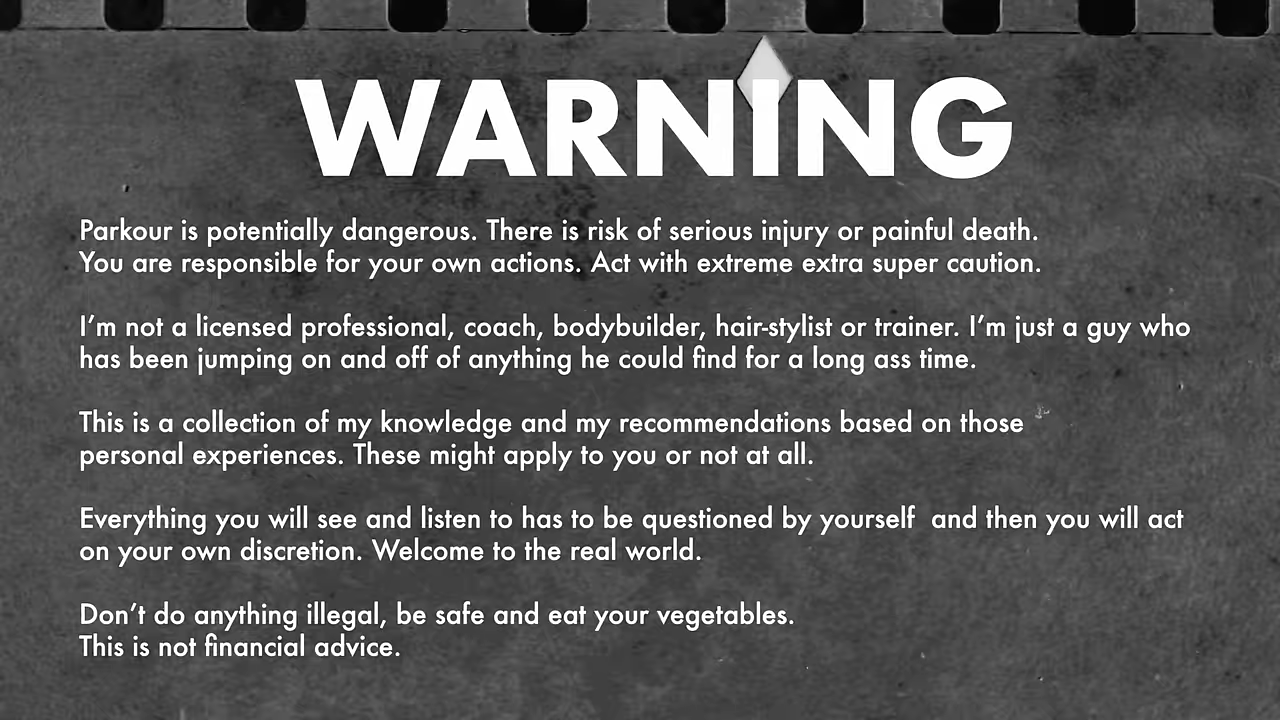 WARNING
Parkour is potentially dangerous. There is risk of serious injury or painful death.
You are responsible for your own actions. Act with extreme extra super caution.
I’m not a licensed professional, coach, bodybuilder, hair-stylist or trainer. I’m just a guy who
has been jumping on and off of anything he could find for a long ass time.
This is a collection of my knowledge and my recommendations based on those
personal experiences. These might apply to you or not at all.
Everything you will see and listen to has to be questioned by yourself  and then you will act
on your own discretion. Welcome to the real world.
Don’t do anything illegal, be safe and eat your vegetables.
This is not financial advice.